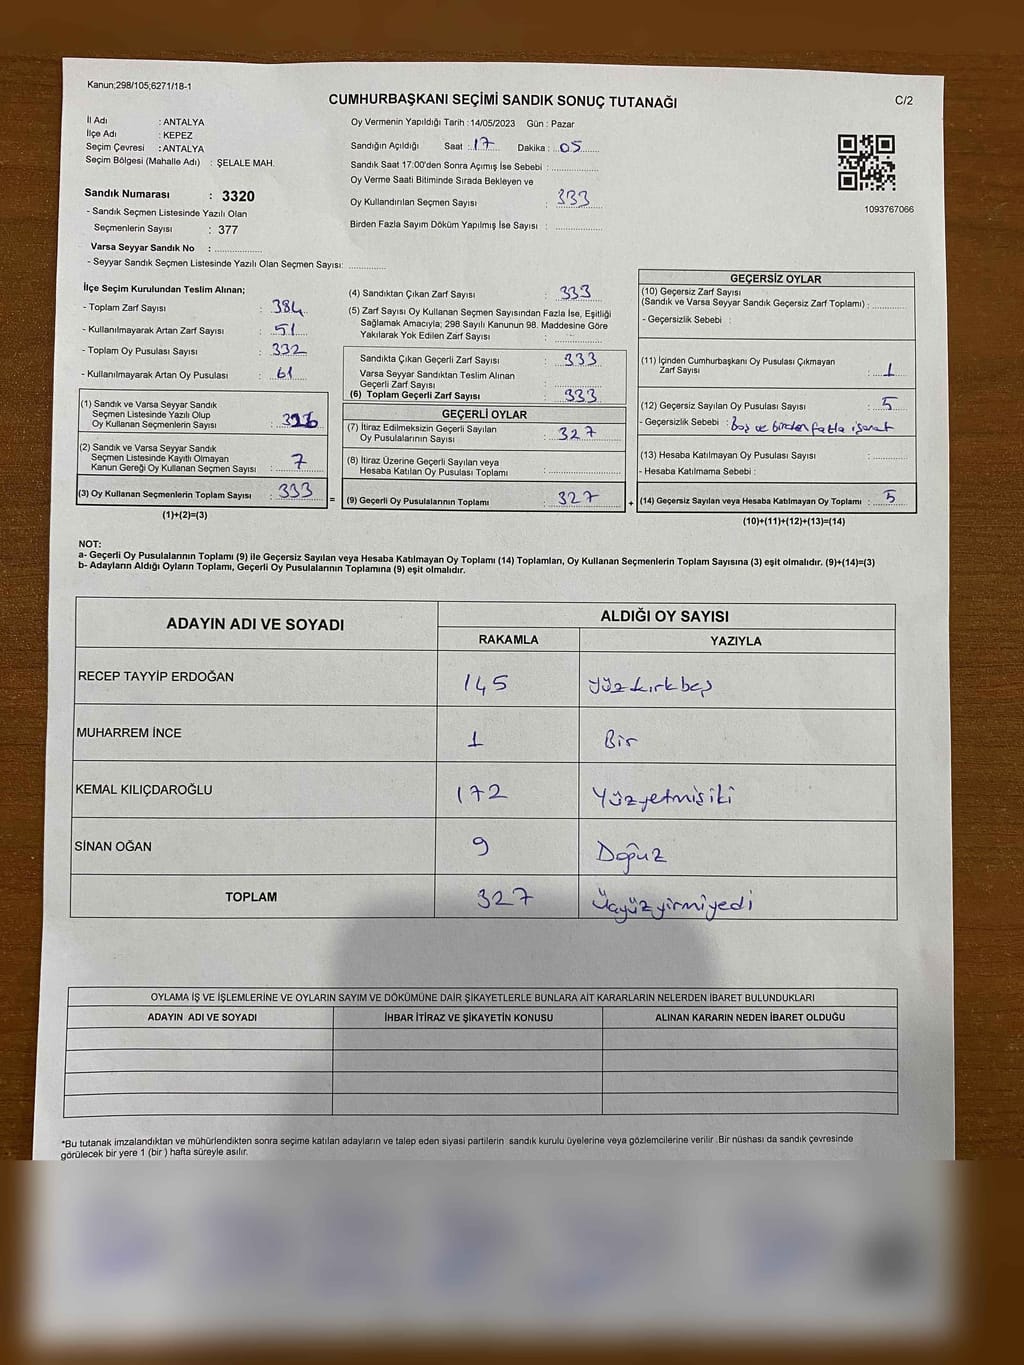 Kanun;298/105;6271/18-1
CUMHURBAŞKANI SEÇİMİ SANDIK SONUÇ TUTANAĞI
C/2
İl Adı : ANTALYA
İlçe Adı : KEPEZ
Seçim Çevresi : ANTALYA
Seçim Bölgesi (Mahalle Adı) : ŞELALE MAH.
Sandık Numarası : 3320
- Sandık Seçmen Listesinde Yazılı Olan
Seçmenlerin Sayısı : 377
Varsa Seyyar Sandık No : ................
- Seyyar Sandık Seçmen Listesinde Yazılı Olan Seçmen Sayısı: ............
Oy Vermenin Yapıldığı Tarih :14/05/2023 Gün : Pazar
Sandığın Açıldığı Saat : 17 Dakika : 05
Sandık Saat 17:00'den Sonra Açımış İse Sebebi : ................
Oy Verme Saati Bitiminde Sırada Bekleyen ve
Oy Kullandırılan Seçmen Sayısı : 333
Birden Fazla Sayım Döküm Yapılmış İse Sayısı : ................
1093767066
İlçe Seçim Kurulundan Teslim Alınan;
- Toplam Zarf Sayısı : 384
- Kullanılmayarak Artan Zarf Sayısı : 51
- Toplam Oy Pusulası Sayısı : 332
- Kullanılmayarak Artan Oy Pusulası : 61
(1) Sandık ve Varsa Seyyar Sandık
Seçmen Listesinde Yazılı Olup
Oy Kullanan Seçmenlerin Sayısı : 326
(2) Sandık ve Varsa Seyyar Sandık
Seçmen Listesinde Kayıtlı Olmayan
Kanun Gereği Oy Kullanan Seçmen Sayısı : 7
(3) Oy Kullanan Seçmenlerin Toplam Sayısı : 333
(1)+(2)=(3)
(4) Sandıktan Çıkan Zarf Sayısı : 333
(5) Zarf Sayısı Oy Kullanan Seçmen Sayısından Fazla İse, Eşitliği
Sağlamak Amacıyla; 298 Sayılı Kanunun 98. Maddesine Göre
Yakılarak Yok Edilen Zarf Sayısı : ................
Sandıkta Çıkan Geçerli Zarf Sayısı : 333
Varsa Seyyar Sandıktan Teslim Alınan
Geçerli Zarf Sayısı : ................
(6) Toplam Geçerli Zarf Sayısı : 333
GEÇERLİ OYLAR
(7) İtiraz Edilmeksizin Geçerli Sayılan
Oy Pusulalarının Sayısı : 327
(8) İtiraz Üzerine Geçerli Sayılan veya
Hesaba Katılan Oy Pusulası Toplamı : ................
= (9) Geçerli Oy Pusulalarının Toplamı : 327 +
GEÇERSİZ OYLAR
(10) Geçersiz Zarf Sayısı
(Sandık ve Varsa Seyyar Sandık Geçersiz Zarf Toplamı) : ............
- Geçersizlik Sebebi :
(11) İçinden Cumhurbaşkanı Oy Pusulası Çıkmayan
Zarf Sayısı : 1
(12) Geçersiz Sayılan Oy Pusulası Sayısı : 5
- Geçersizlik Sebebi : boş ve birden fazla işaret
(13) Hesaba Katılmayan Oy Pusulası Sayısı : ............
- Hesaba Katılmama Sebebi :
(14) Geçersiz Sayılan veya Hesaba Katılmayan Oy Toplamı : 5
(10)+(11)+(12)+(13)=(14)
NOT:
a- Geçerli Oy Pusulalarının Toplamı (9) ile Geçersiz Sayılan veya Hesaba Katılmayan Oy Toplamı (14) Toplamları, Oy Kullanan Seçmenlerin Toplam Sayısına (3) eşit olmalıdır. (9)+(14)=(3)
b- Adayların Aldığı Oyların Toplamı, Geçerli Oy Pusulalarının Toplamına (9) eşit olmalıdır.
ADAYIN ADI VE SOYADI
ALDIĞI OY SAYISI
RAKAMLA YAZIYLA
RECEP TAYYİP ERDOĞAN 145 yüzkırkbeş
MUHARREM İNCE 1 Bir
KEMAL KILIÇDAROĞLU 172 Yüzyetmişiki
SİNAN OĞAN 9 Doğuz
TOPLAM 327 Üçyüzyirmiyedi
OYLAMA İŞ VE İŞLEMLERİNE VE OYLARIN SAYIM VE DÖKÜMÜNE DAİR ŞİKAYETLERLE BUNLARA AİT KARARLARIN NELERDEN İBARET BULUNDUKLARI
ADAYIN ADI VE SOYADI İHBAR İTİRAZ VE ŞİKAYETİN KONUSU ALINAN KARARIN NEDEN İBARET OLDUĞU
*Bu tutanak imzalandıktan ve mühürlendikten sonra seçime katılan adayların ve talep eden siyasi partilerin sandık kurulu üyelerine veya gözlemcilerine verilir .Bir nüshası da sandık çevresinde
görülecek bir yere 1 (bir ) hafta süreyle asılır.